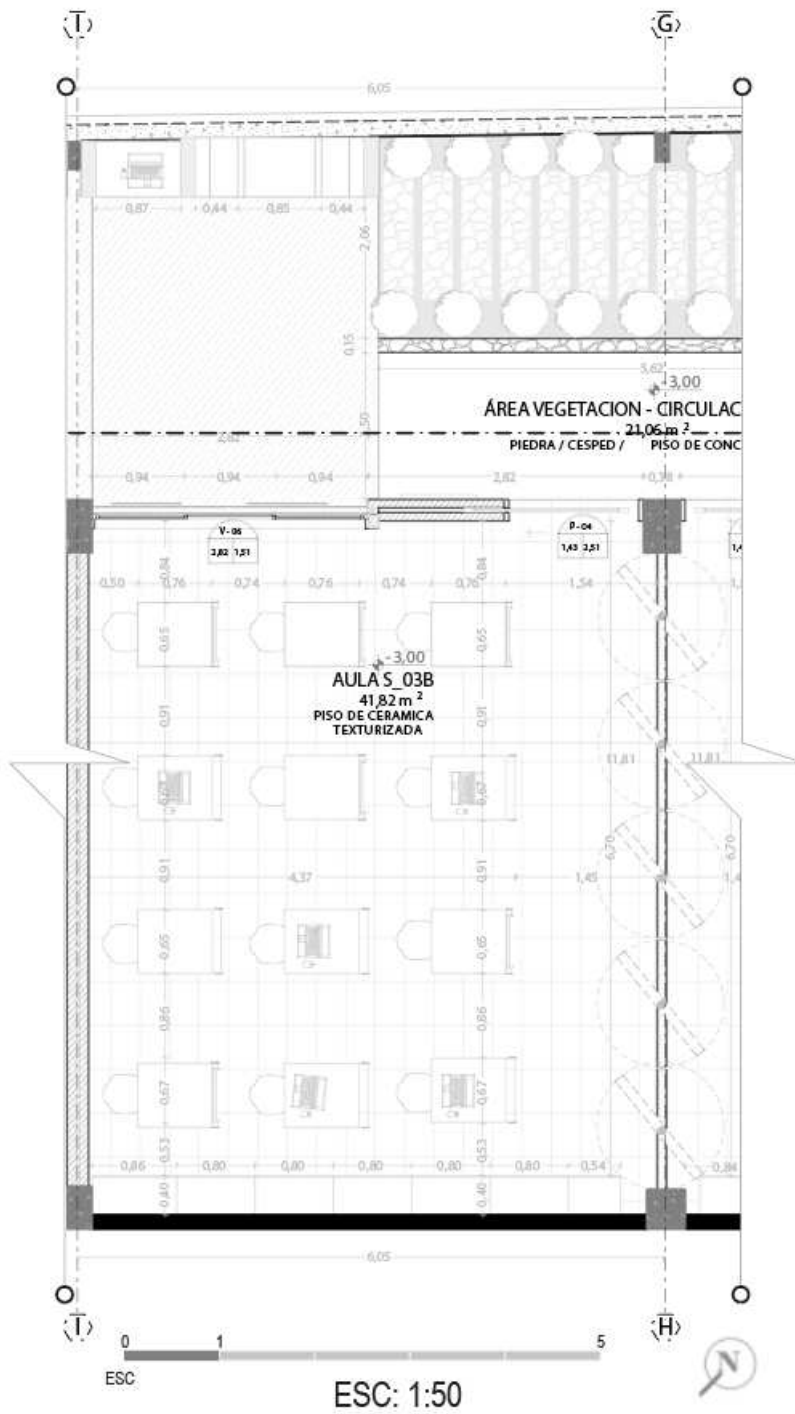 I G
6,05
0,87 0,44 0,85 0,44
2,06
0,15
3,62
-3,00
ÁREA VEGETACION - CIRCULAC
21,06 m 2
PIEDRA / CESPED / PISO DE CONC
,50
2,82
0,94 0,94 0,94 2,82 0,38
V-06
2,82 1,51
P-04
1,43 2,51
1,4
0,84 0,84
0,50 0,76 0,74 0,76 0,74 0,76 1,54 1,
0,65 0,65
-3,00
AULA S_03B
41,82 m 2
PISO DE CERAMICA
TEXTURIZADA
0,91 0,91
11,81 11,81
0,67 0,67
6,70 6,70
0,91 0,91
4,37 1,45 1,4
0,65 0,65
0,86 0,86
0,67 0,67
0,53 0,53
0,86 0,80 0,80 0,80 0,80 0,80 0,54 0,84
0,40 0,40
6,05
I H
0 1 5
ESC
ESC: 1:50
N